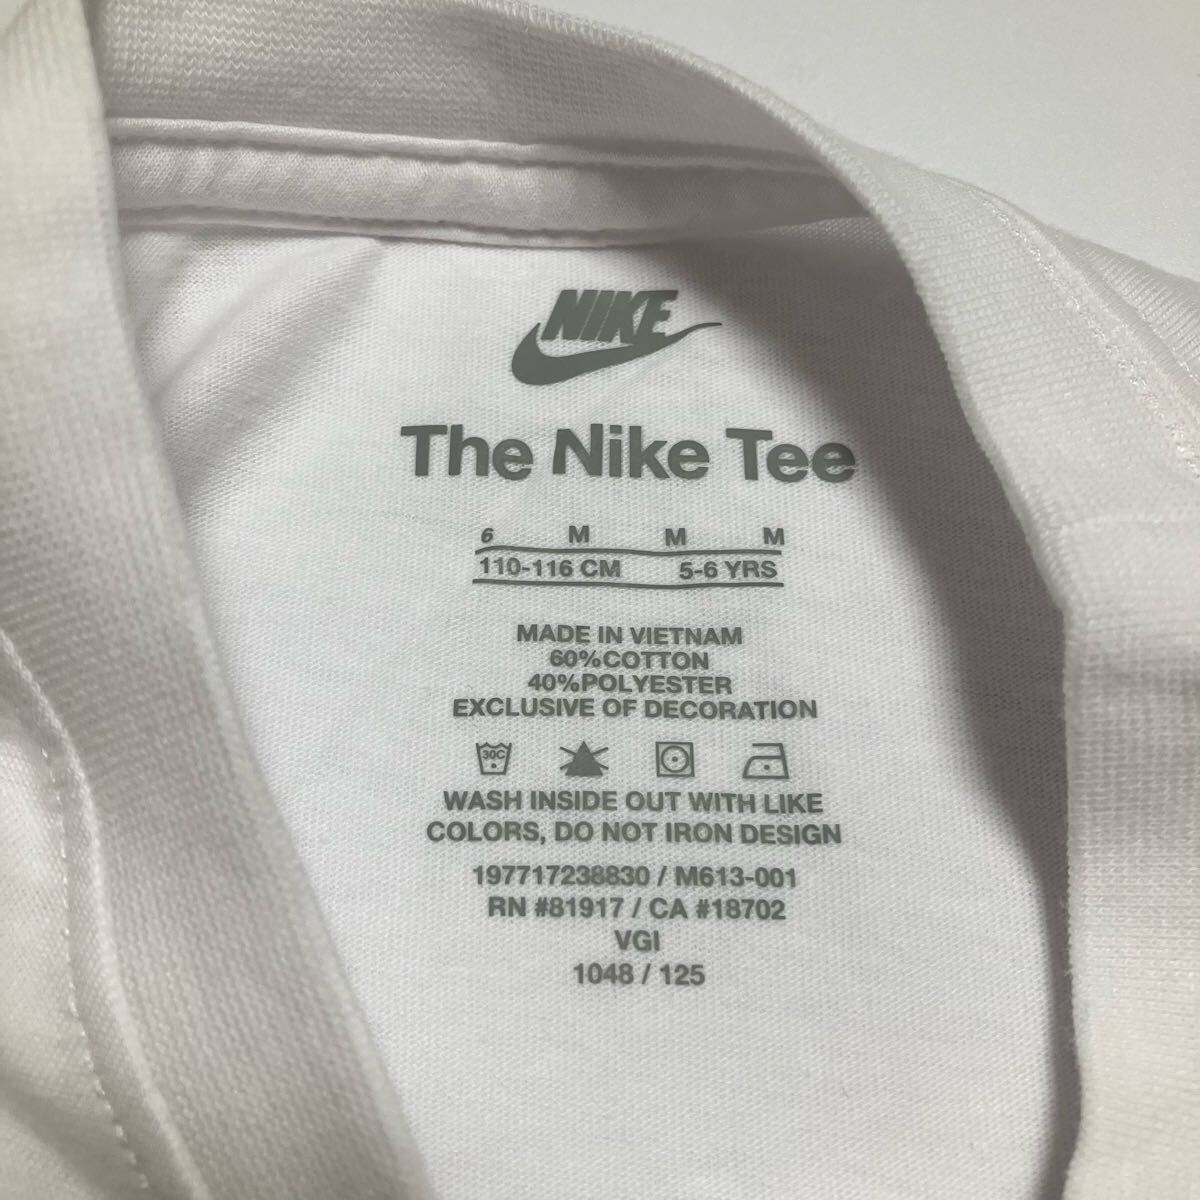 NIKE
The Nike Tee
6 M M M
110-116 CM 5-6 YRS
MADE IN VIETNAM
60%COTTON
40%POLYESTER
EXCLUSIVE OF DECORATION
30C
WASH INSIDE OUT WITH LIKE
COLORS, DO NOT IRON DESIGN
197717238830 / M613-001
RN #81917 / CA #18702
VGI
1048 / 125